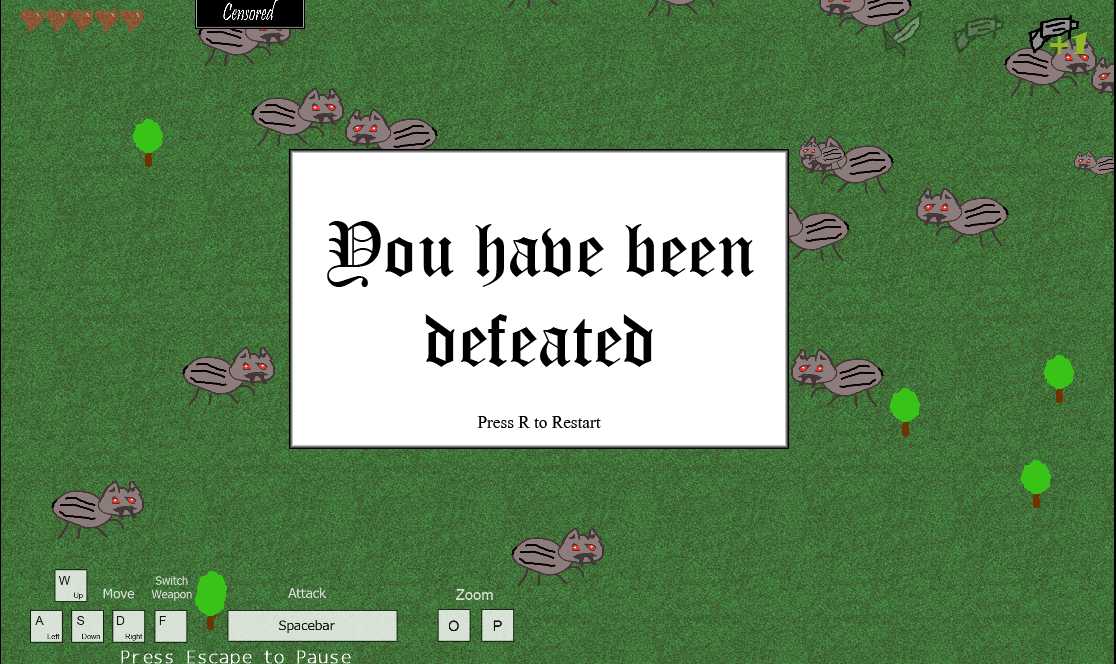 Censored
+1
You have been
defeated
Press R to Restart
W
Up
Move
Switch
Weapon
Attack
Zoom
A
Left
S
Down
D
Right
F
Spacebar
O
P
Press Escape to Pause